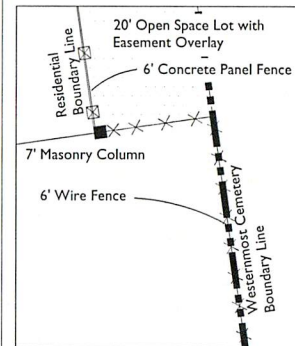 20' Open Space Lot with
Easement Overlay
Residential
Boundary Line
6' Concrete Panel Fence
7' Masonry Column
6' Wire Fence
Westernmost Cemetery
Boundary Line